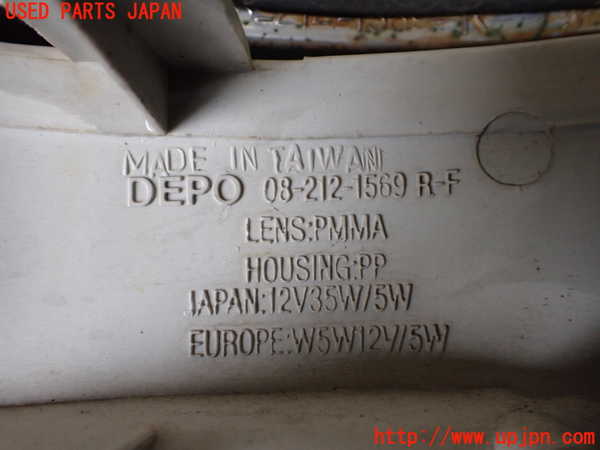 USED PARTS JAPAN
MADE IN TAIWAN
DEPO 08-212-1569 R-F
LENS:PMMA
HOUSING:PP
JAPAN:12V35W/5W
EUROPE:W5W12V/5W
http://www.upjpn.com